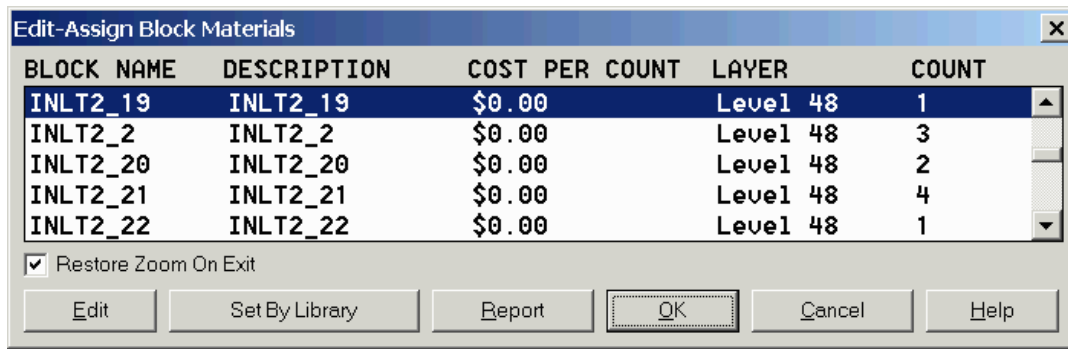 Edit-Assign Block Materials
BLOCK NAME DESCRIPTION COST PER COUNT LAYER COUNT
INLT2_19 INLT2_19 $0.00 Level 48 1
INLT2_2 INLT2_2 $0.00 Level 48 3
INLT2_20 INLT2_20 $0.00 Level 48 2
INLT2_21 INLT2_21 $0.00 Level 48 4
INLT2_22 INLT2_22 $0.00 Level 48 1
Restore Zoom On Exit
Edit Set By Library Report OK Cancel Help